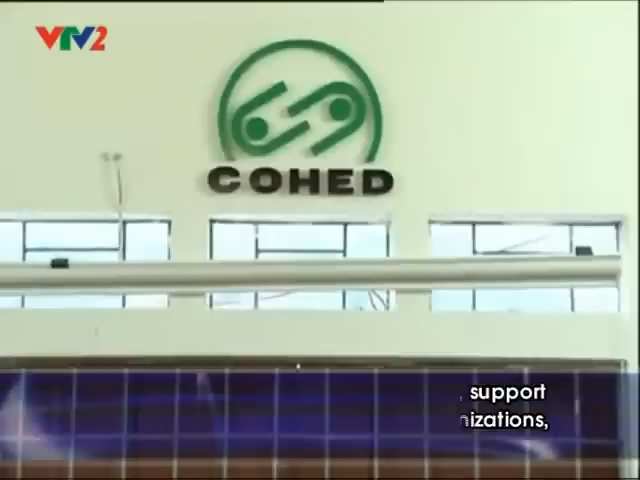 VTV2
COHED
, support
nizations,